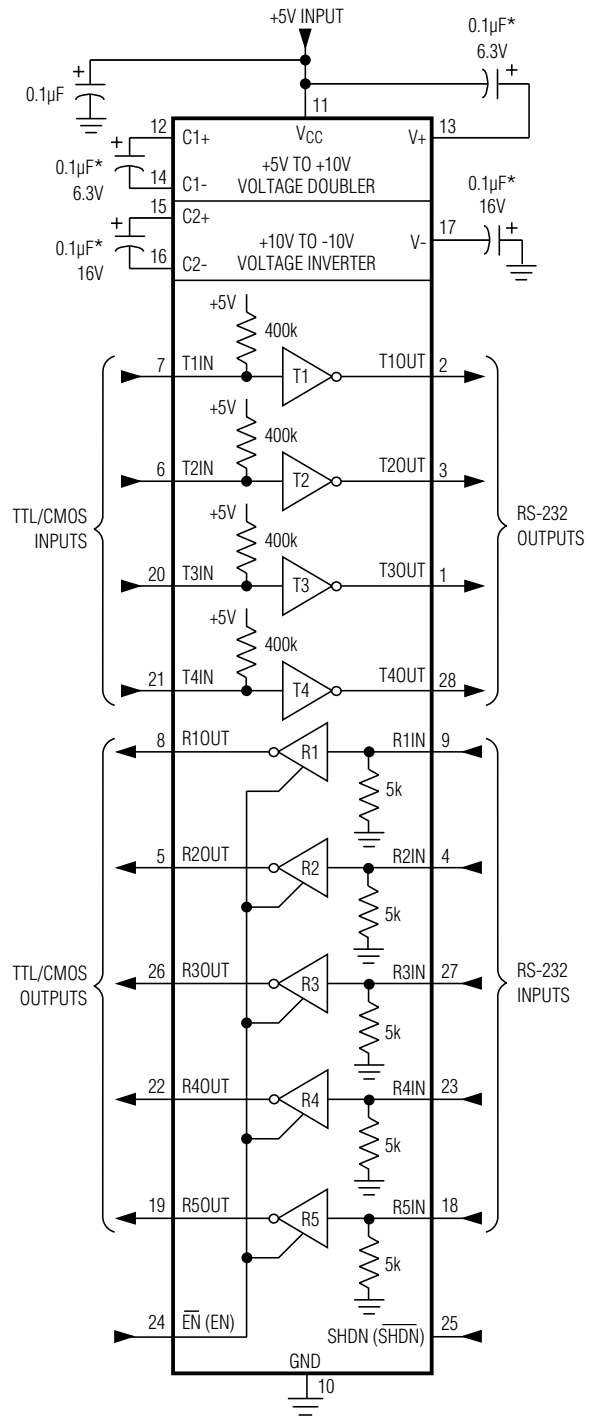 +5V INPUT
0.1µF*
6.3V
0.1µF
+
+
11
12
C1+
VCC
V+
13
+
0.1µF*
6.3V
14
C1-
+5V TO +10V
VOLTAGE DOUBLER
0.1µF*
16V
15
C2+
+
0.1µF*
16V
16
C2-
+10V TO -10V
VOLTAGE INVERTER
V-
17
+
+5V
400k
7
T1IN
T1
T1OUT
2
+5V
400k
6
T2IN
T2
T2OUT
3
TTL/CMOS
INPUTS
RS-232
OUTPUTS
+5V
400k
20
T3IN
T3
T3OUT
1
+5V
400k
21
T4IN
T4
T4OUT
28
8
R1OUT
R1
R1IN
9
5k
5
R2OUT
R2
R2IN
4
5k
TTL/CMOS
OUTPUTS
RS-232
INPUTS
26
R3OUT
R3
R3IN
27
5k
22
R4OUT
R4
R4IN
23
5k
19
R5OUT
R5
R5IN
18
5k
24
E̅N̅ (EN)
SHDN (S̅H̅D̅N̅)
25
GND
10